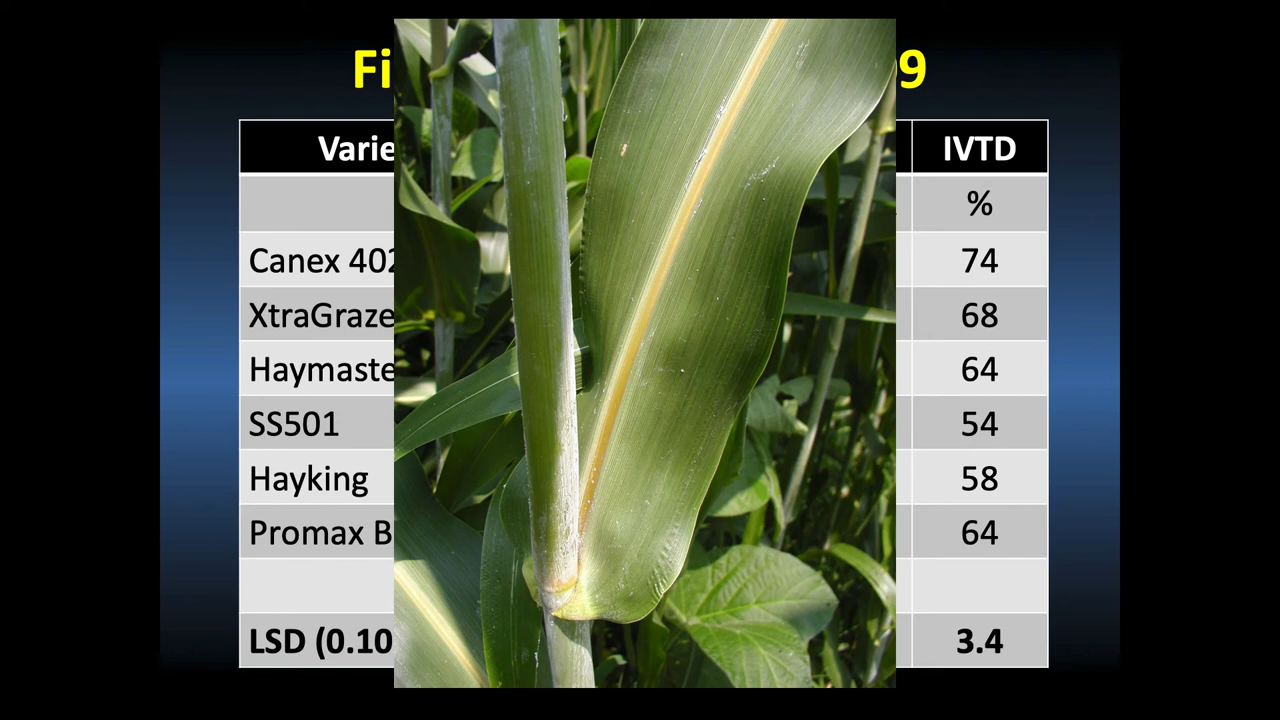 Fi 9
Varie IVTD
%
Canex 402 74
XtraGraze 68
Haymaste 64
SS501 54
Hayking 58
Promax B 64
LSD (0.10 3.4